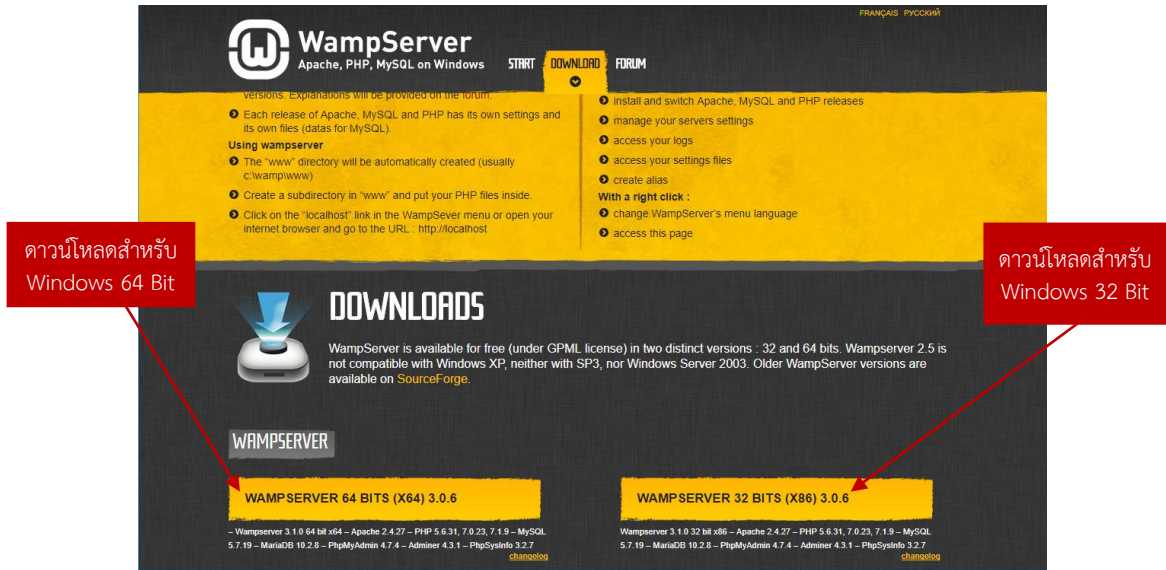 FRANÇAIS РУССКИЙ
WampServer
Apache, PHP, MySQL on Windows
START DOWNLOAD FORUM
versions. Explanations will be provided on the forum.
Each release of Apache, MySQL and PHP has its own settings and
its own files (datas for MySQL).
Using wampserver
The “www” directory will be automatically created (usually
c:\wamp\www)
Create a subdirectory in “www” and put your PHP files inside.
Click on the “localhost” link in the WampSever menu or open your
internet browser and go to the URL : http://localhost
install and switch Apache, MySQL and PHP releases
manage your servers settings
access your logs
access your settings files
create alias
With a right click :
change WampServer’s menu language
access this page
ดาวน์โหลดสำหรับ
Windows 64 Bit
ดาวน์โหลดสำหรับ
Windows 32 Bit
DOWNLOADS
WampServer is available for free (under GPML license) in two distinct versions : 32 and 64 bits. Wampserver 2.5 is
not compatible with Windows XP, neither with SP3, nor Windows Server 2003. Older WampServer versions are
available on SourceForge.
WAMPSERVER
WAMPSERVER 64 BITS (X64) 3.0.6
– Wampserver 3.1.0 64 bit x64 – Apache 2.4.27 – PHP 5.6.31, 7.0.23, 7.1.9 – MySQL
5.7.19 – MariaDB 10.2.8 – PhpMyAdmin 4.7.4 – Adminer 4.3.1 – PhpSysInfo 3.2.7
changelog
WAMPSERVER 32 BITS (X86) 3.0.6
Wampserver 3.1.0 32 bit x86 – Apache 2.4.27 – PHP 5.6.31, 7.0.23, 7.1.9 – MySQL
5.7.19 – MariaDB 10.2.8 – PhpMyAdmin 4.7.4 – Adminer 4.3.1 – PhpSysInfo 3.2.7
changelog